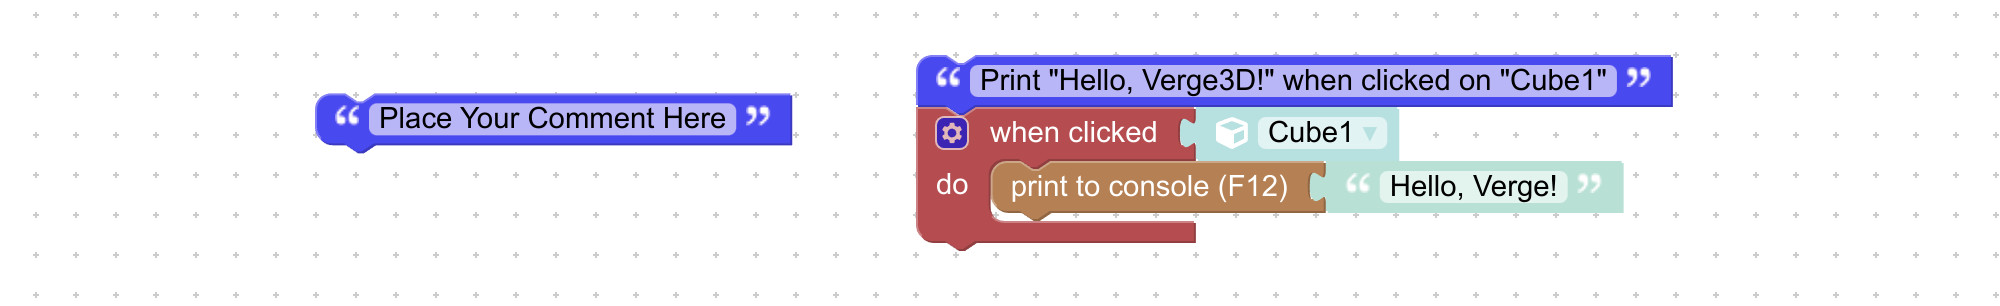 “ Place Your Comment Here ”
“ Print "Hello, Verge3D!" when clicked on "Cube1" ”
when clicked Cube1
do print to console (F12) “ Hello, Verge! ”